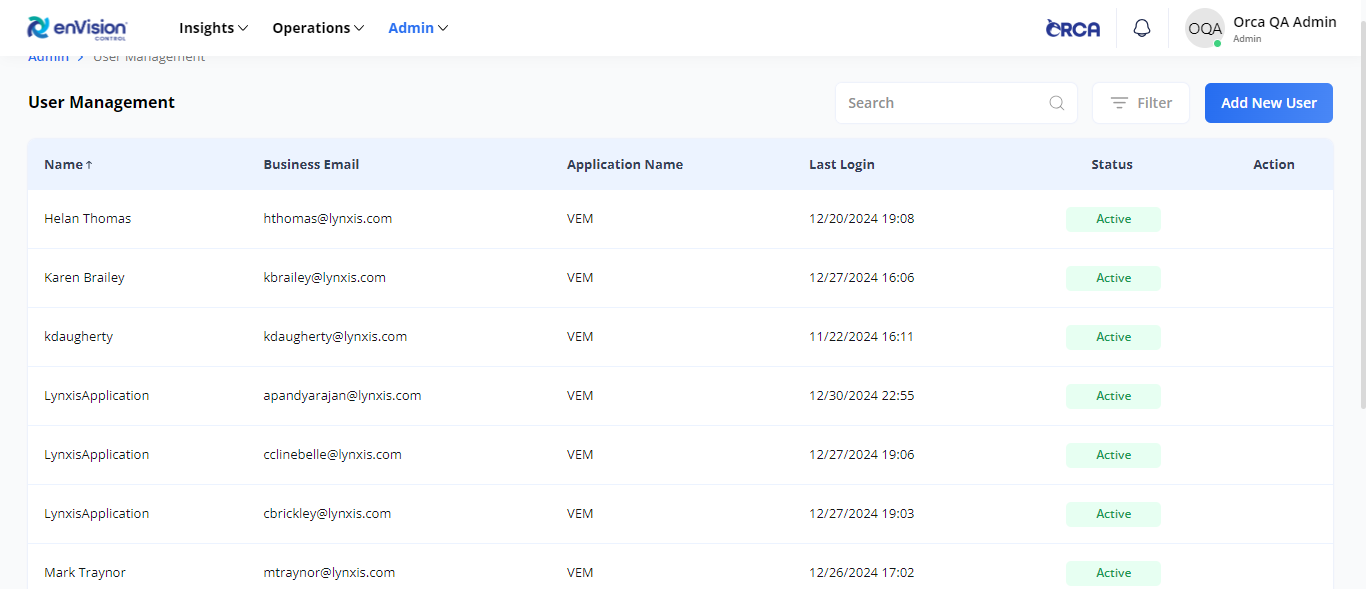 enVision
CONTROL
Insights
Operations
Admin
ORCA
OQA
Orca QA Admin
Admin
Admin > User Management
User Management
Search
Filter
Add New User
Name↑ Business Email Application Name Last Login Status Action
Helan Thomas hthomas@lynxis.com VEM 12/20/2024 19:08 Active
Karen Brailey kbrailey@lynxis.com VEM 12/27/2024 16:06 Active
kdaugherty kdaugherty@lynxis.com VEM 11/22/2024 16:11 Active
LynxisApplication apandyarajan@lynxis.com VEM 12/30/2024 22:55 Active
LynxisApplication cclinebelle@lynxis.com VEM 12/27/2024 19:06 Active
LynxisApplication cbrickley@lynxis.com VEM 12/27/2024 19:03 Active
Mark Traynor mtraynor@lynxis.com VEM 12/26/2024 17:02 Active